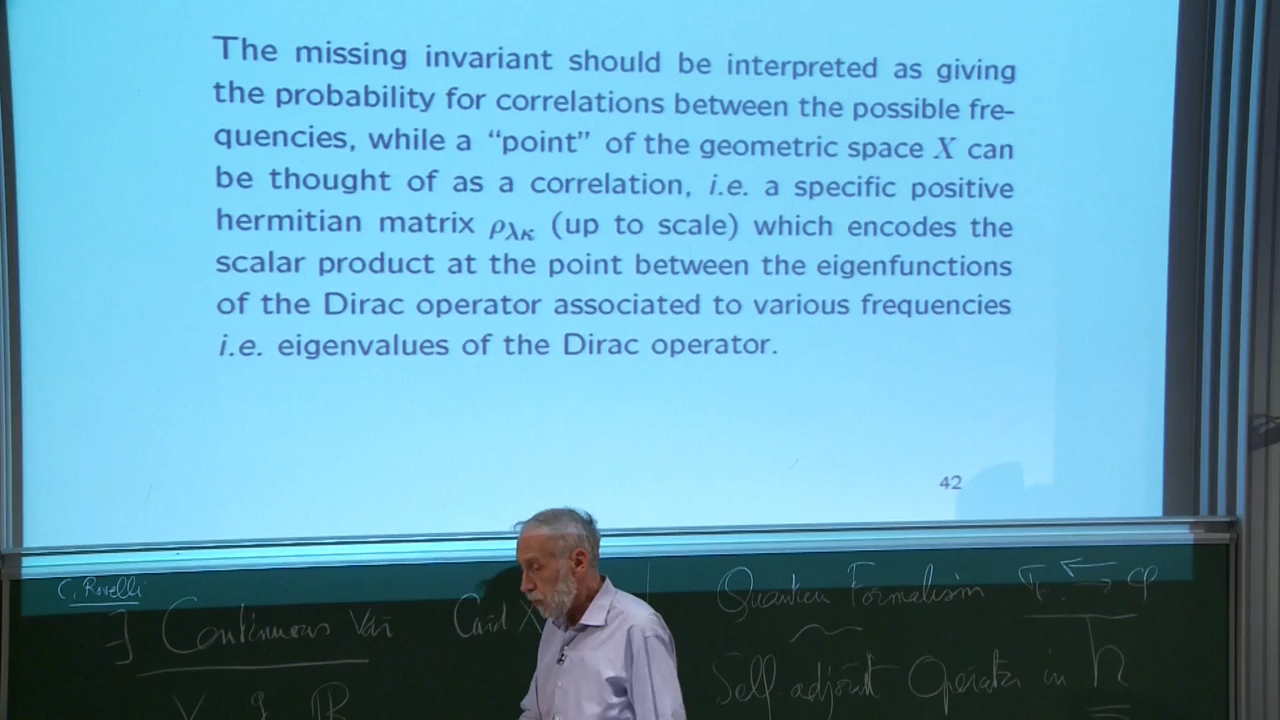 The missing invariant should be interpreted as giving
the probability for correlations between the possible fre-
quencies, while a “point” of the geometric space X can
be thought of as a correlation, i.e. a specific positive
hermitian matrix ρλκ (up to scale) which encodes the
scalar product at the point between the eigenfunctions
of the Dirac operator associated to various frequencies
i.e. eigenvalues of the Dirac operator.
42
C. Rovelli
∃ Continuous Var
Card X
Quantum Formalism
Self adjoint Operator in